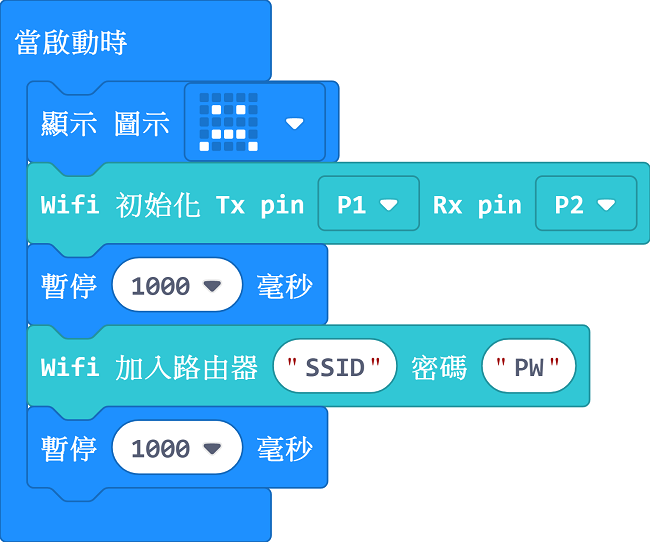 當啟動時
顯示 圖示
Wifi 初始化 Tx pin P1 Rx pin P2
暫停 1000 毫秒
Wifi 加入路由器 "SSID" 密碼 "PW"
暫停 1000 毫秒